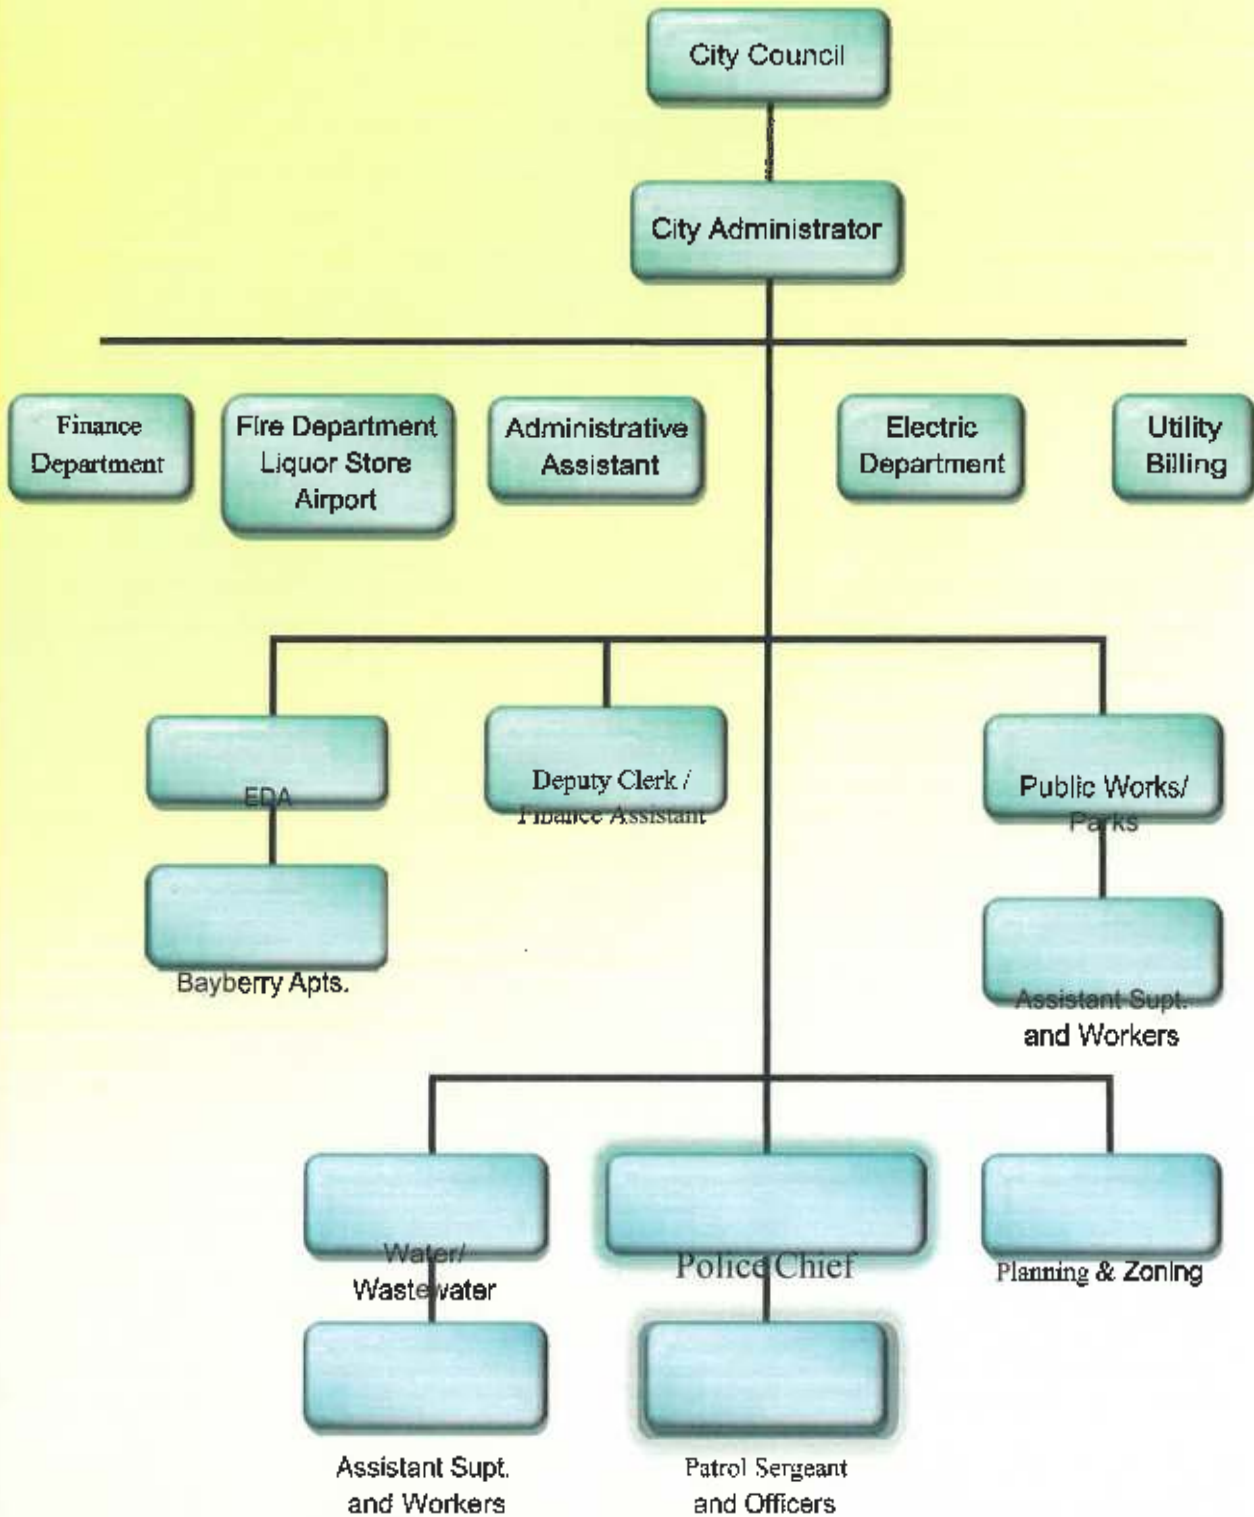 City Council
City Administrator
Finance
Department
Fire Department
Liquor Store
Airport
Administrative
Assistant
Electric
Department
Utility
Billing
EDA
Deputy Clerk /
Finance Assistant
Public Works/
Parks
Bayberry Apts.
Assistant Supt.
and Workers
Water/
Wastewater
Police Chief
Planning & Zoning
Assistant Supt.
and Workers
Patrol Sergeant
and Officers